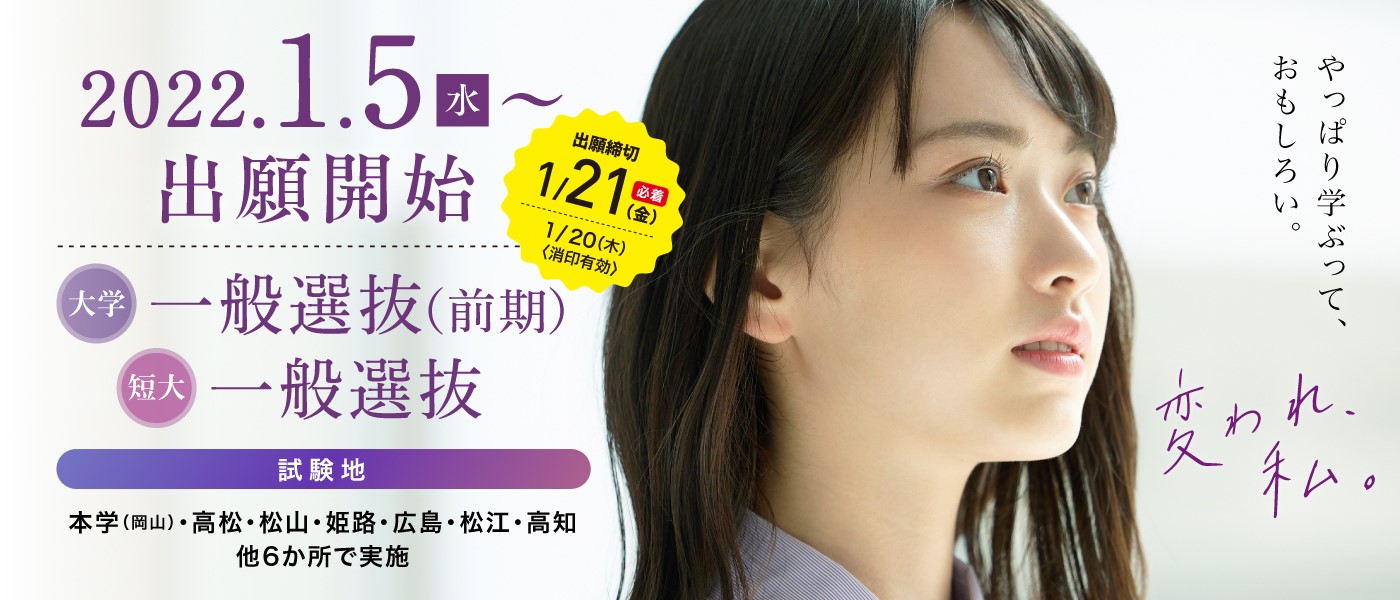 2022.1.5 水 ～
出願開始
出願締切
1/21(金) 必着
1/20(木)
〈消印有効〉
大学 一般選抜(前期)
短大 一般選抜
試験地
本学(岡山)・高松・松山・姫路・広島・松江・高知
他6か所で実施
やっぱり学ぶって、
おもしろい。
変われ、
私。